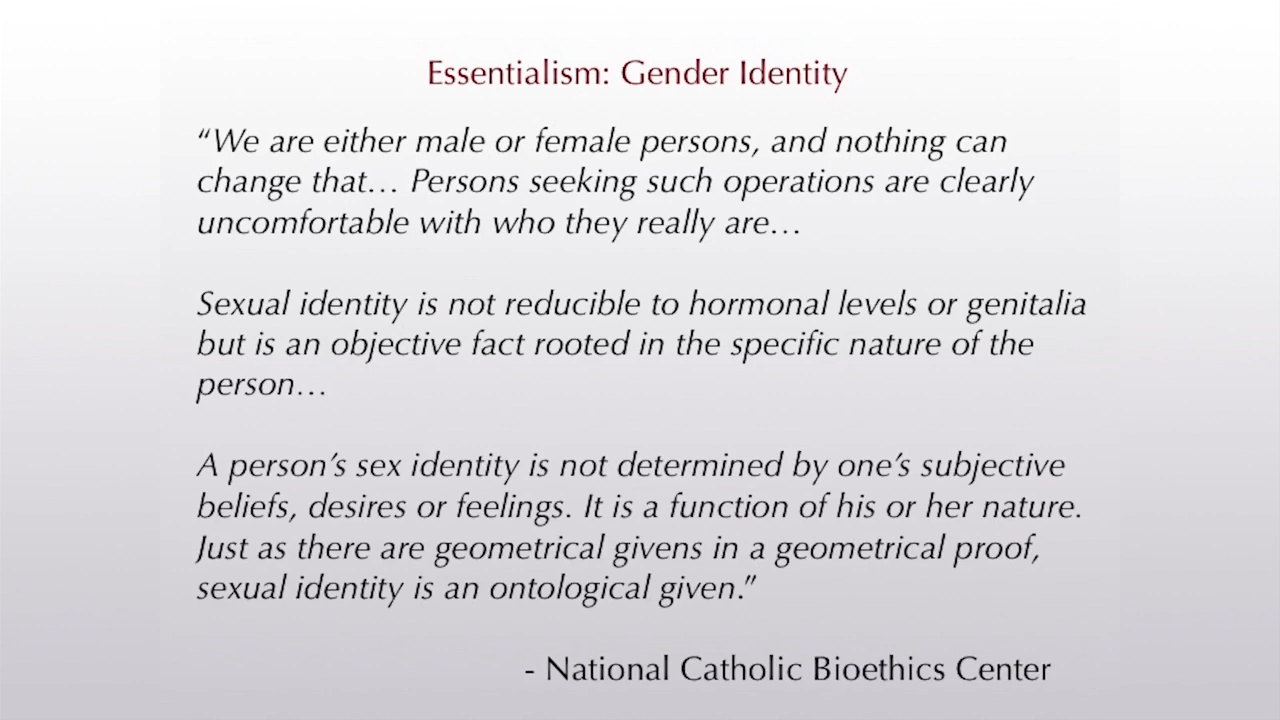 Essentialism: Gender Identity
“We are either male or female persons, and nothing can
change that… Persons seeking such operations are clearly
uncomfortable with who they really are…
Sexual identity is not reducible to hormonal levels or genitalia
but is an objective fact rooted in the specific nature of the
person…
A person’s sex identity is not determined by one’s subjective
beliefs, desires or feelings. It is a function of his or her nature.
Just as there are geometrical givens in a geometrical proof,
sexual identity is an ontological given.”
- National Catholic Bioethics Center